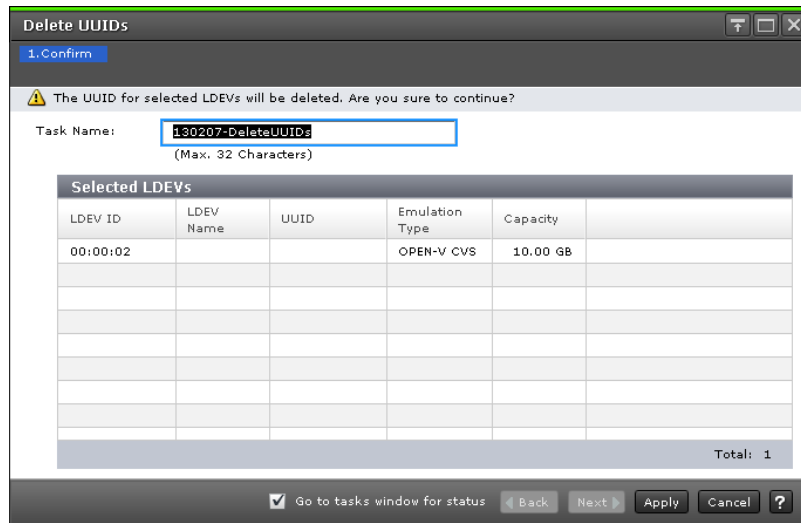 Delete UUIDs
1.Confirm
The UUID for selected LDEVs will be deleted. Are you sure to continue?
Task Name: 130207-DeleteUUIDs
(Max. 32 Characters)
Selected LDEVs
LDEV ID LDEV Name UUID Emulation Type Capacity
00:00:02 OPEN-V CVS 10.00 GB
Total: 1
Go to tasks window for status Back Next Apply Cancel ?